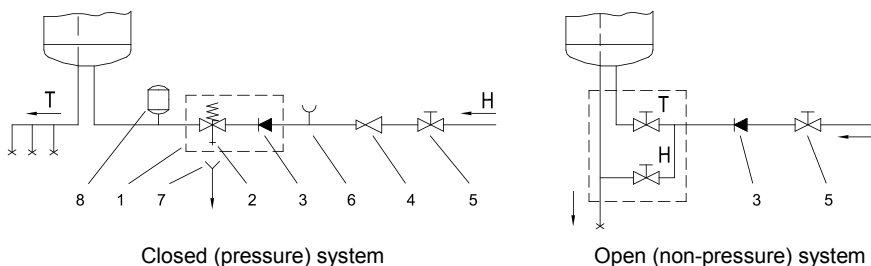 T
H
8
1
7
2
3
6
4
5
Closed (pressure) system
T
H
3
5
Open (non-pressure) system